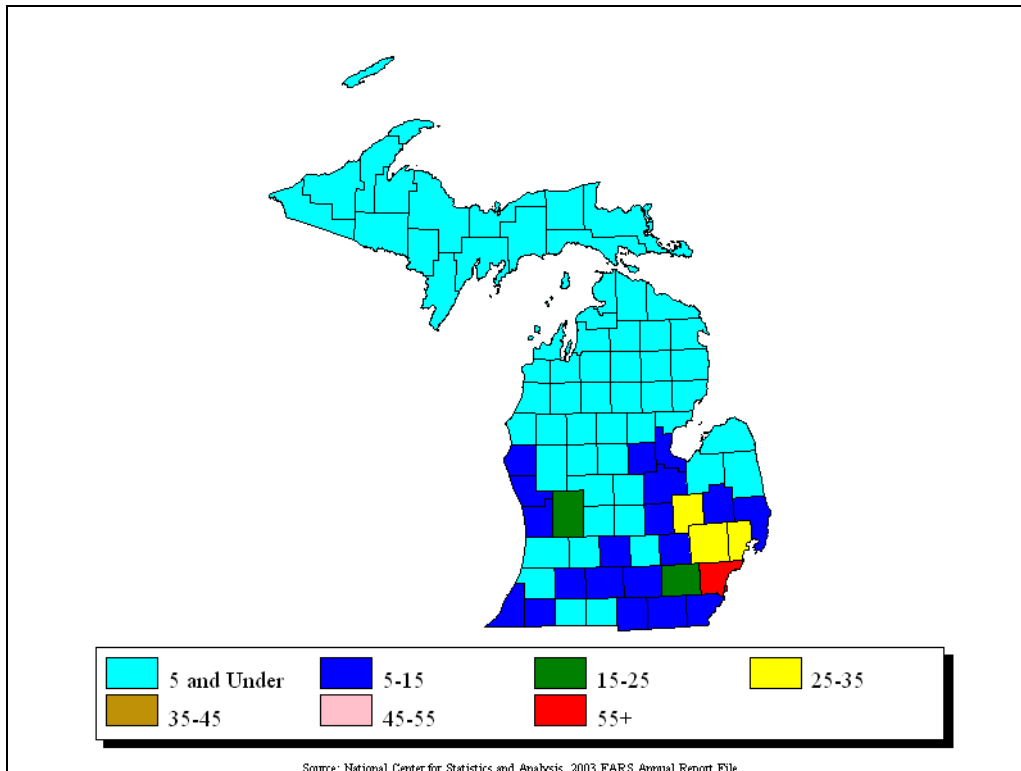 5 and Under 5-15 15-25 25-35
35-45 45-55 55+
Source: National Center for Statistics and Analysis, 2003 FARS Annual Report File